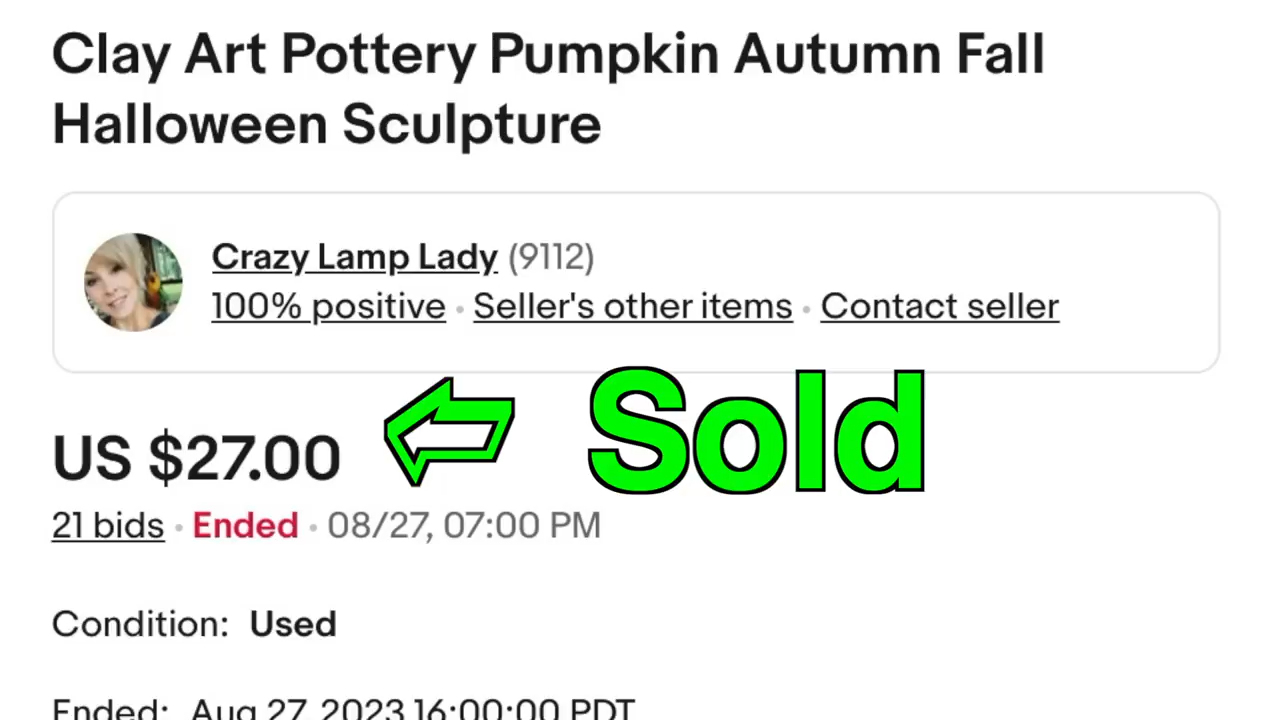 Clay Art Pottery Pumpkin Autumn Fall
Halloween Sculpture
Crazy Lamp Lady (9112)
100% positive • Seller's other items • Contact seller
Sold
US $27.00
21 bids • Ended • 08/27, 07:00 PM
Condition: Used
Ended: Aug 27, 2023 16:00:00 PDT